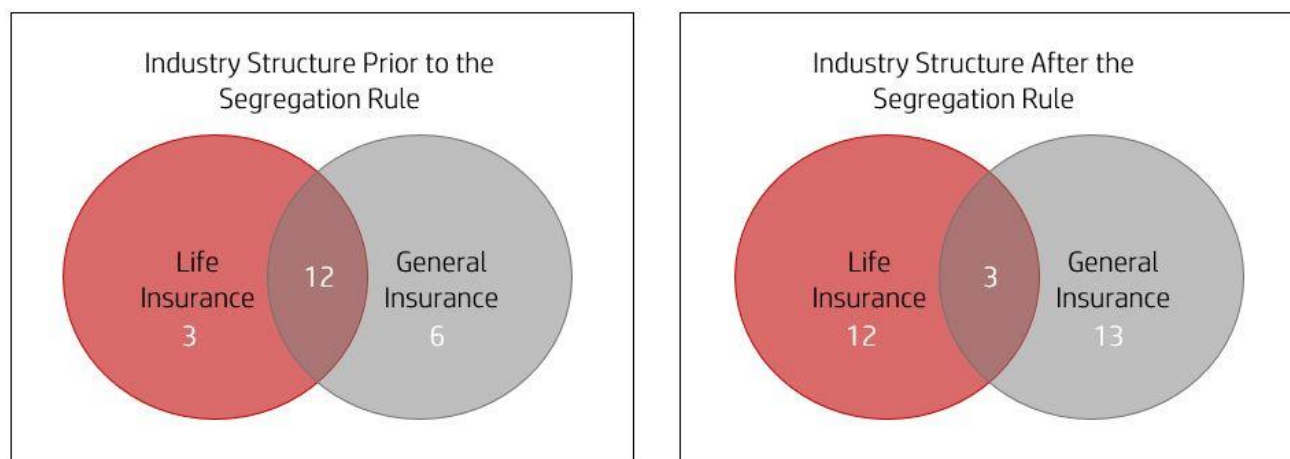 Industry Structure Prior to the
Segregation Rule
Life
Insurance
3
12
General
Insurance
6
Industry Structure After the
Segregation Rule
Life
Insurance
12
3
General
Insurance
13